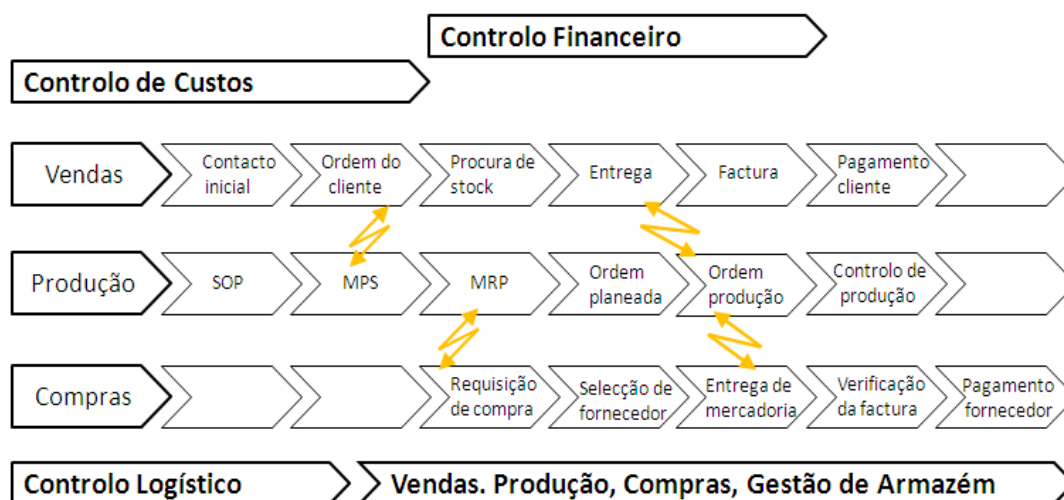 Controlo Financeiro
Controlo de Custos
Vendas
Contacto
inicial
Ordem do
cliente
Procura de
stock
Entrega
Factura
Pagamento
cliente
Produção
SOP
MPS
MRP
Ordem
planeada
Ordem
produção
Controlo de
produção
Compras
Requisição
de compra
Selecção de
fornecedor
Entrega de
mercadoria
Verificação
da factura
Pagamento
fornecedor
Controlo Logístico
Vendas. Produção, Compras, Gestão de Armazém